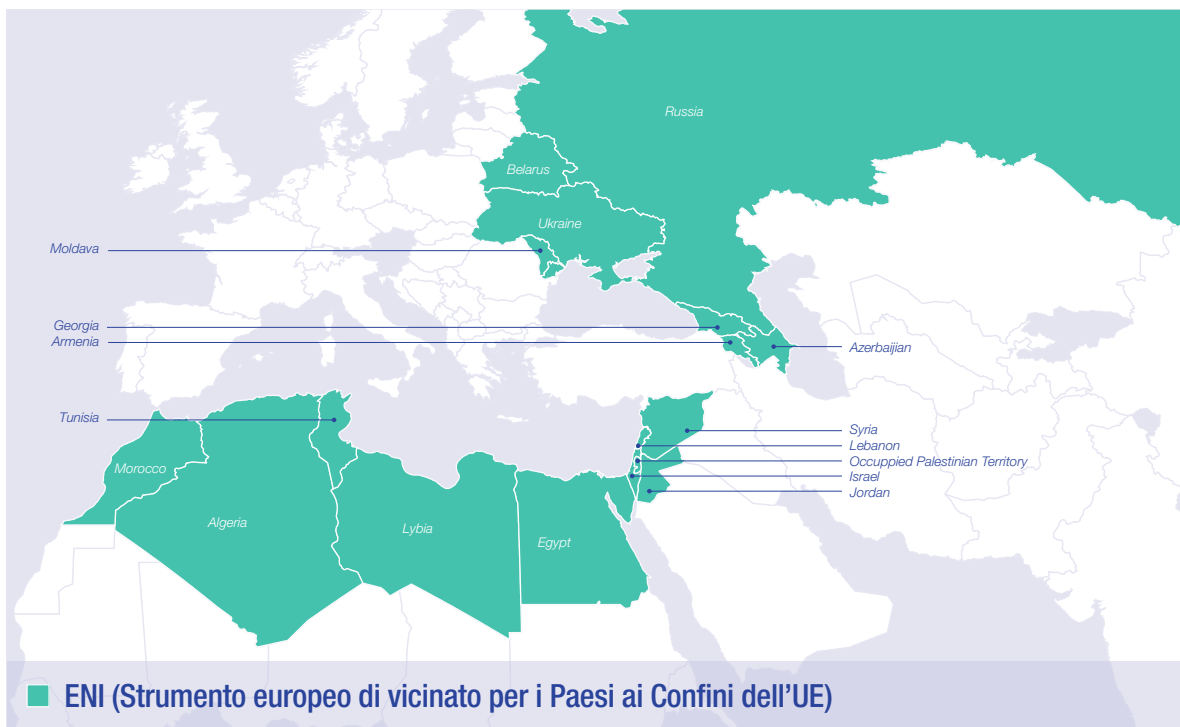 Russia
Belarus
Ukraine
Moldava
Georgia
Armenia
Azerbaijian
Tunisia
Syria
Lebanon
Occuppied Palestinian Territory
Israel
Jordan
Morocco
Algeria
Lybia
Egypt
ENI (Strumento europeo di vicinato per i Paesi ai Confini dell'UE)